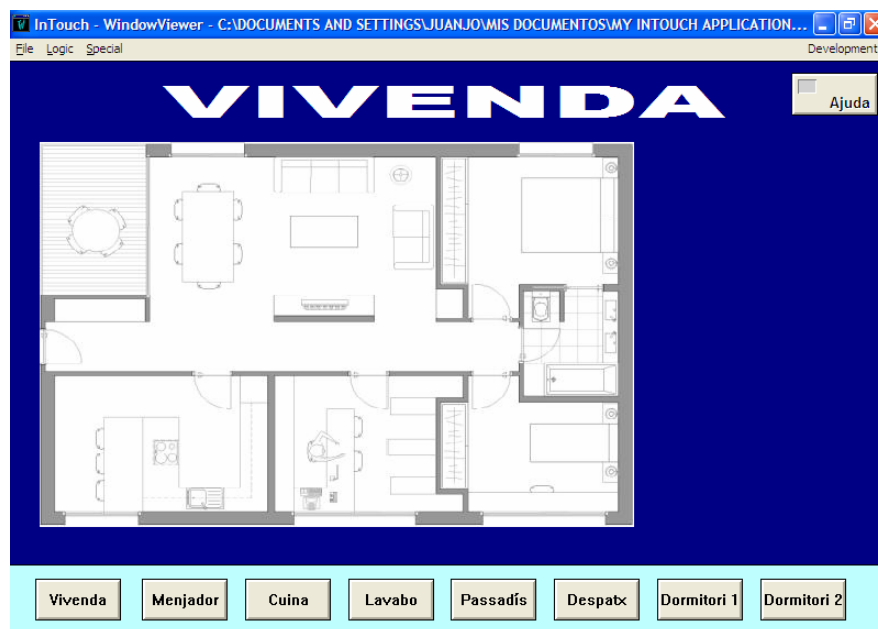 InTouch - WindowViewer - C:\DOCUMENTS AND SETTINGS\JUANJO\MIS DOCUMENTOS\MY INTOUCH APPLICATION...
File Logic Special Development
VIVENDA
Ajuda
Vivenda Menjador Cuina Lavabo Passadís Despatx Dormitori 1 Dormitori 2